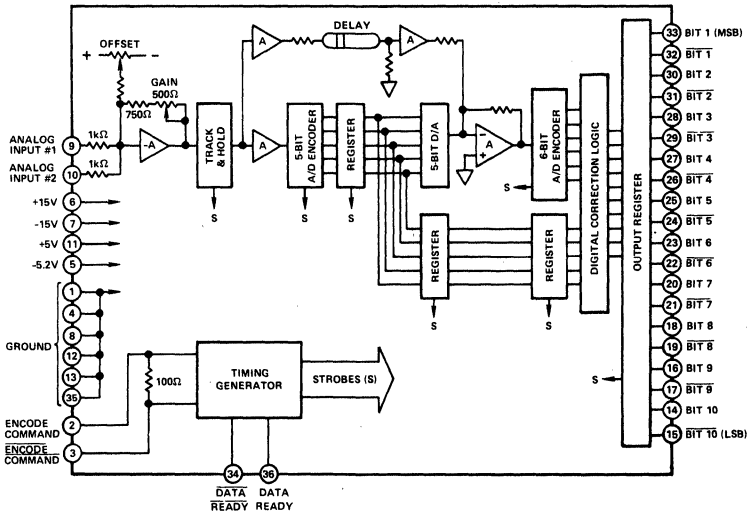 DELAY
OFFSET
+ −
GAIN
500Ω
750Ω
1kΩ
1kΩ
-A
A
A
A
A
−
+
ANALOG
INPUT #1
9
ANALOG
INPUT #2
10
TRACK
& HOLD
5-BIT
A/D ENCODER
REGISTER
5-BIT D/A
6-BIT
A/D ENCODER
DIGITAL CORRECTION LOGIC
OUTPUT REGISTER
REGISTER
REGISTER
S
S
S
S
S
S
S
+15V 6
-15V 7
+5V 11
-5.2V 5
GROUND
1
4
8
12
13
35
ENCODE
COMMAND
2
ENCODE
COMMAND
3
100Ω
TIMING
GENERATOR
STROBES (S)
34
DATA
READY
36
DATA
READY
33 BIT 1 (MSB)
32 BIT 1
30 BIT 2
31 BIT 2
28 BIT 3
29 BIT 3
27 BIT 4
26 BIT 4
25 BIT 5
24 BIT 5
23 BIT 6
22 BIT 6
20 BIT 7
21 BIT 7
18 BIT 8
19 BIT 8
16 BIT 9
17 BIT 9
14 BIT 10
15 BIT 10 (LSB)